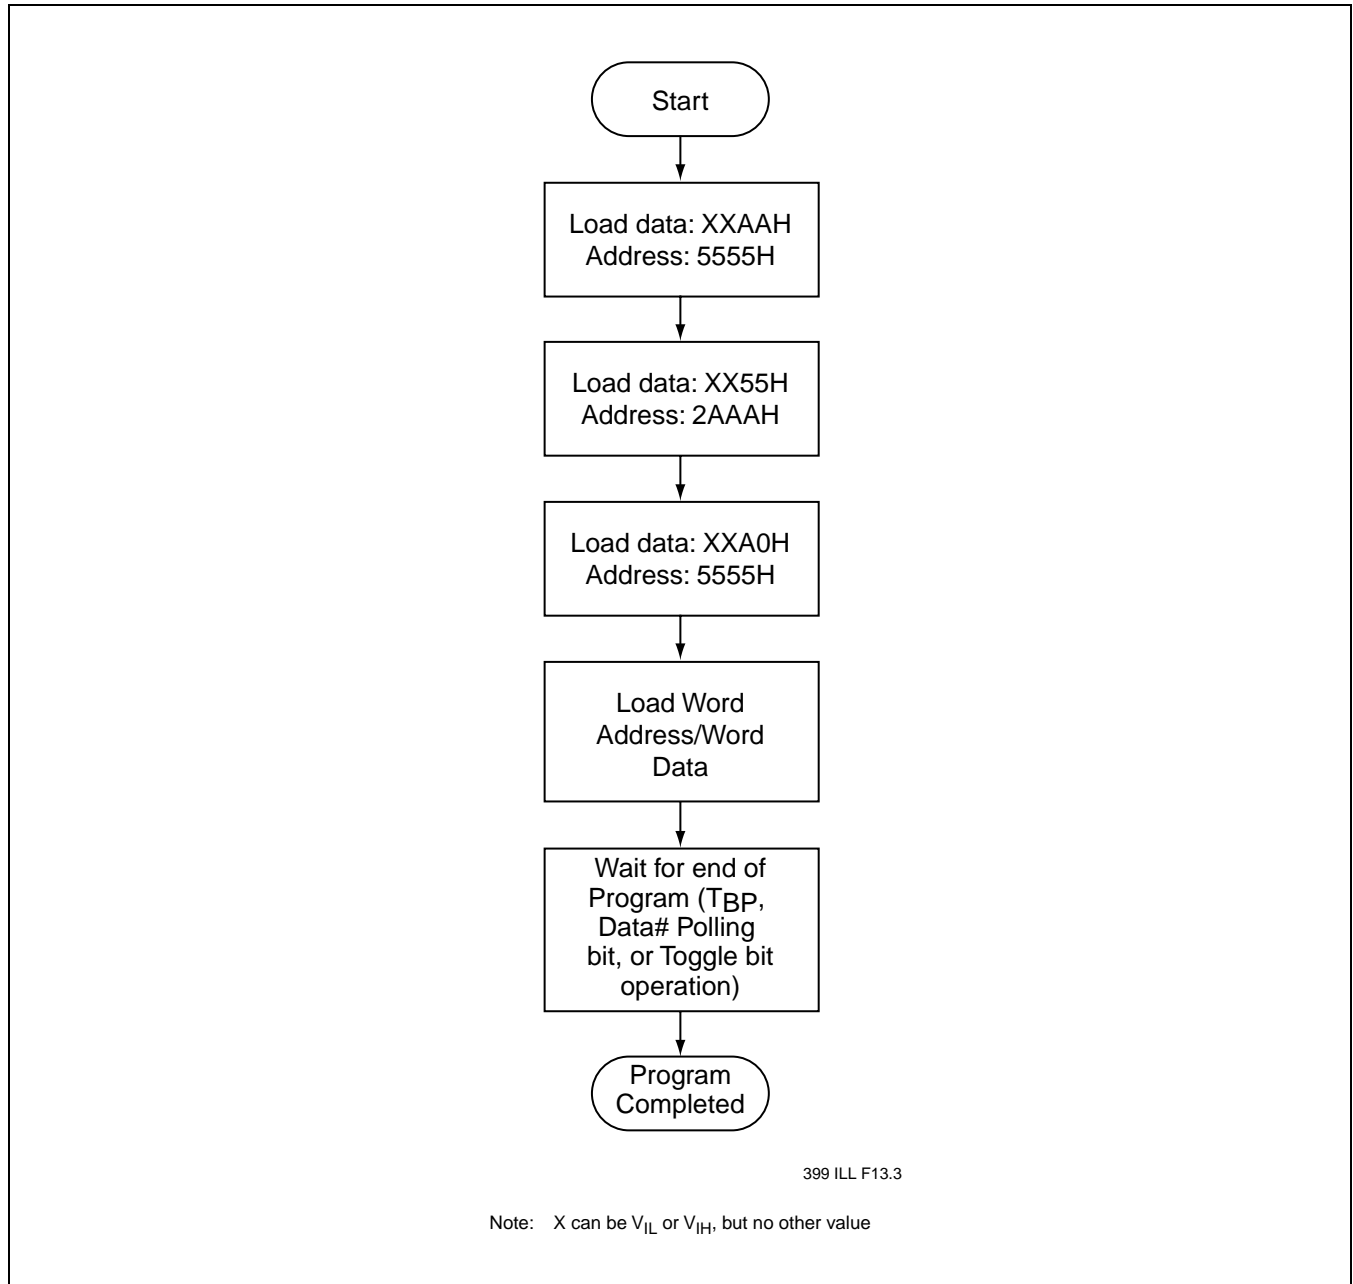 Start
Load data: XXAAH
Address: 5555H
Load data: XX55H
Address: 2AAAH
Load data: XXA0H
Address: 5555H
Load Word
Address/Word
Data
Wait for end of
Program (TBP,
Data# Polling
bit, or Toggle bit
operation)
Program
Completed
399 ILL F13.3
Note: X can be VIL or VIH, but no other value